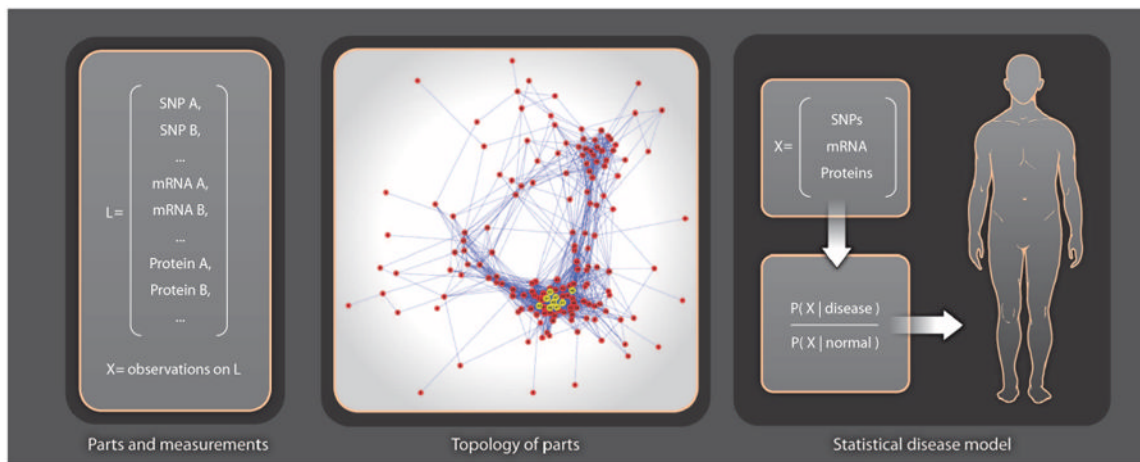 SNP A,
SNP B,
...
mRNA A,
L=
mRNA B,
...
Protein A,
Protein B,
...
X= observations on L
Parts and measurements
Topology of parts
SNPs
X=
mRNA
Proteins
P( X | disease )
P( X | normal )
Statistical disease model